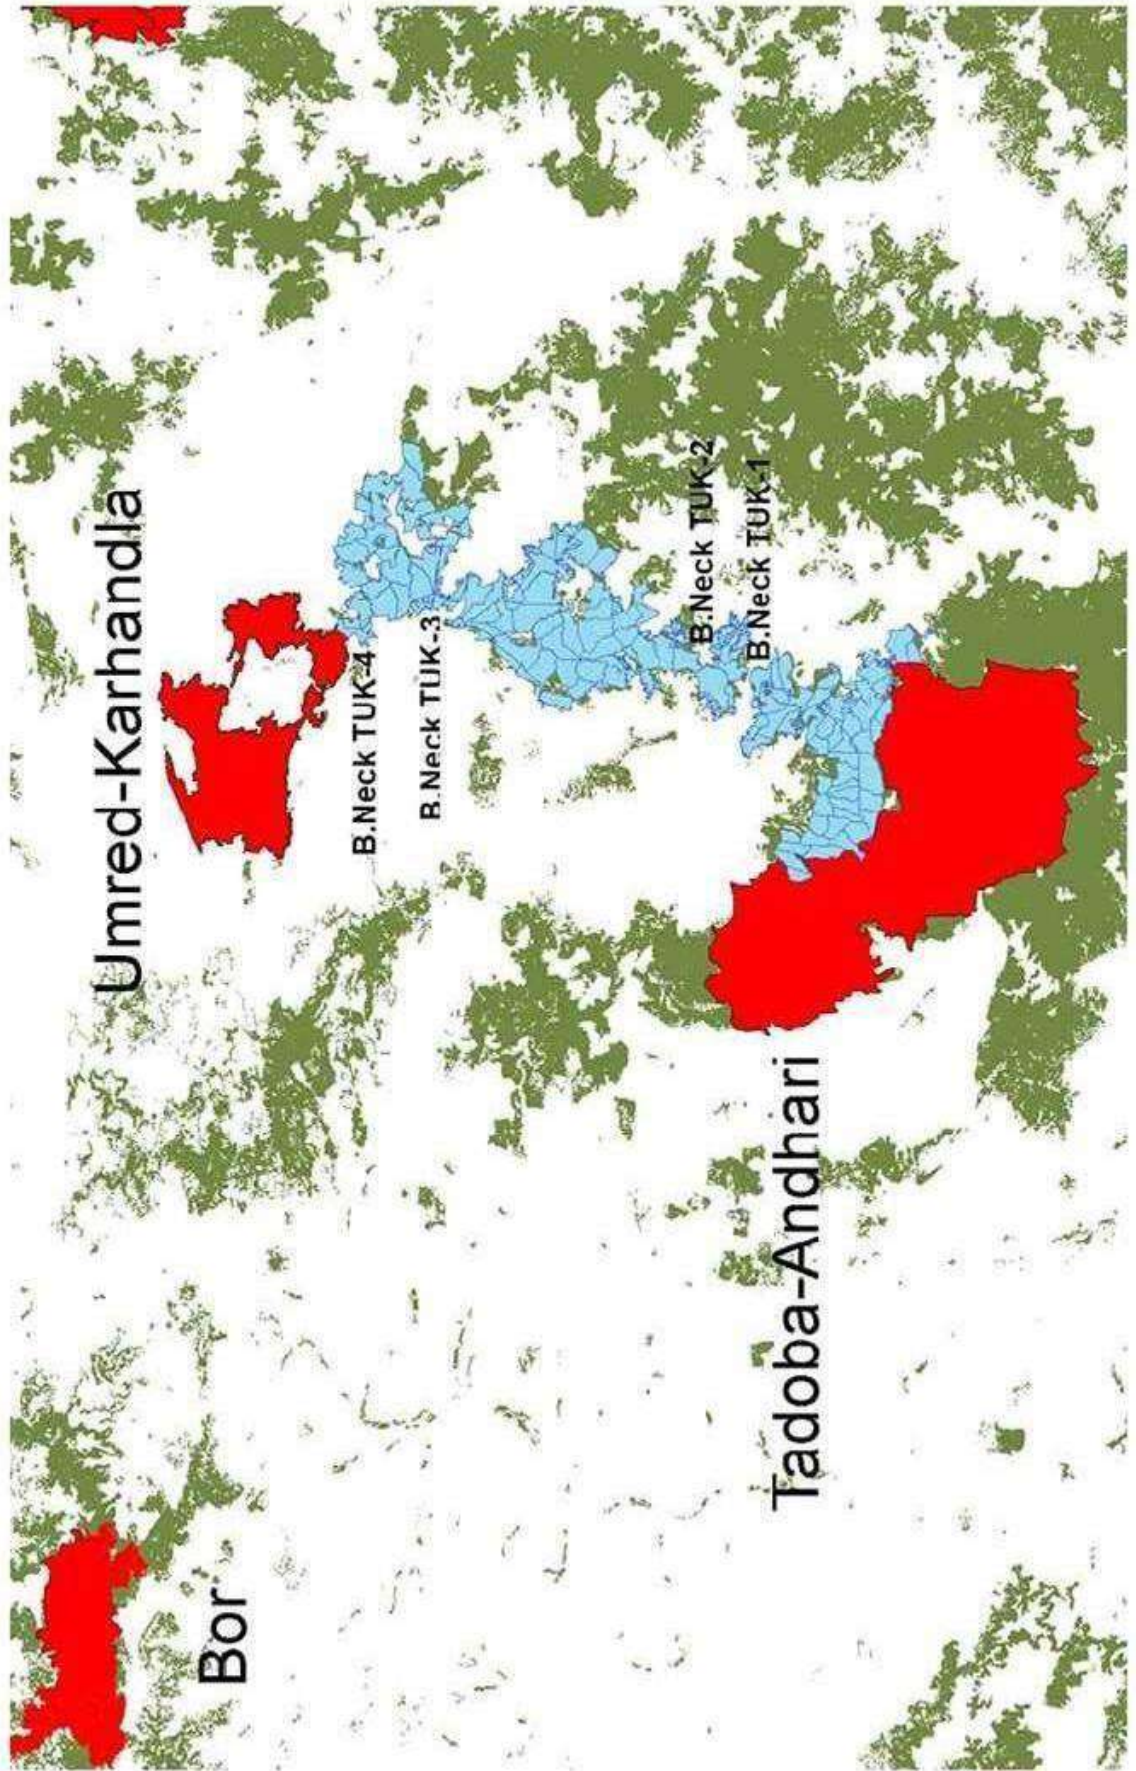 Umred-Karhandla
Bor
B.Neck TUK-4
B.Neck TUK-3
B.Neck TUK-2
B.Neck TUK-1
Tadoba-Andhari